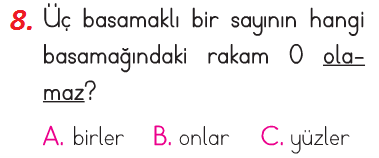 8. Üç basamaklı bir sayının hangi
basamağındaki rakam 0 ola-
maz?
A. birler B. onlar C. yüzler